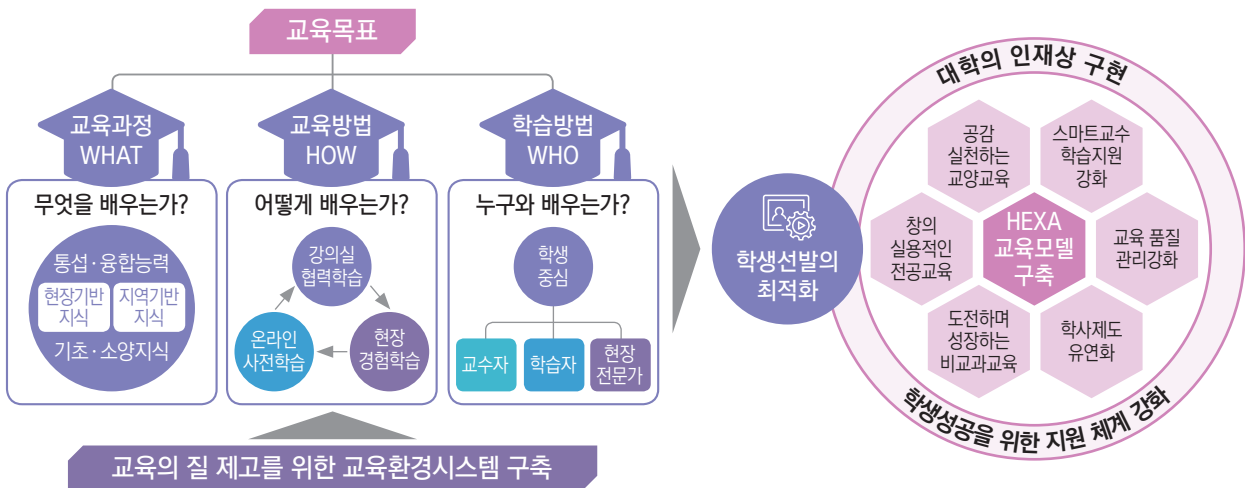 교육목표
교육과정
WHAT
무엇을 배우는가?
통섭·융합능력
현장기반
지식
지역기반
지식
기초·소양지식
교육방법
HOW
어떻게 배우는가?
강의실
협력학습
온라인
사전학습
현장
경험학습
학습방법
WHO
누구와 배우는가?
학생
중심
교수자
학습자
현장
전문가
교육의 질 제고를 위한 교육환경시스템 구축
학생선발의
최적화
대학의 인재상 구현
공감
실천하는
교양교육
스마트교수
학습지원
강화
창의
실용적인
전공교육
HEXA
교육모델
구축
교육 품질
관리강화
도전하며
성장하는
비교과교육
학사제도
유연화
학생성공을 위한 지원 체계 강화